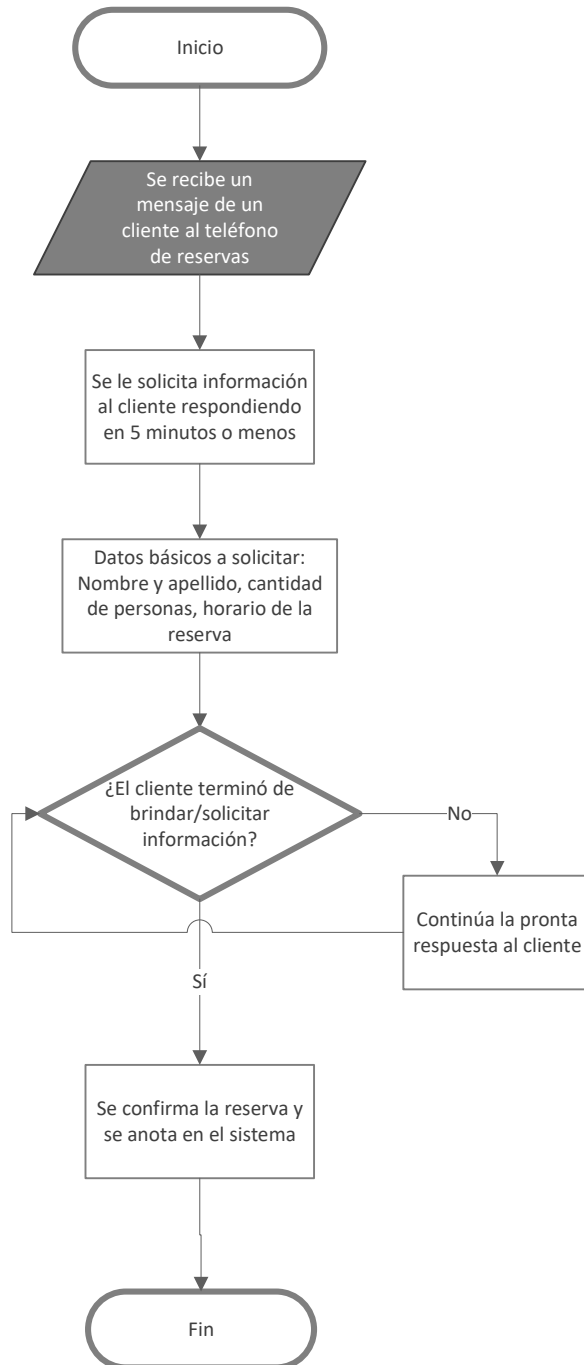 Inicio
Se recibe un
mensaje de un
cliente al teléfono
de reservas
Se le solicita información
al cliente respondiendo
en 5 minutos o menos
Datos básicos a solicitar:
Nombre y apellido, cantidad
de personas, horario de la
reserva
¿El cliente terminó de
brindar/solicitar
información?
No
Continúa la pronta
respuesta al cliente
Sí
Se confirma la reserva y
se anota en el sistema
Fin